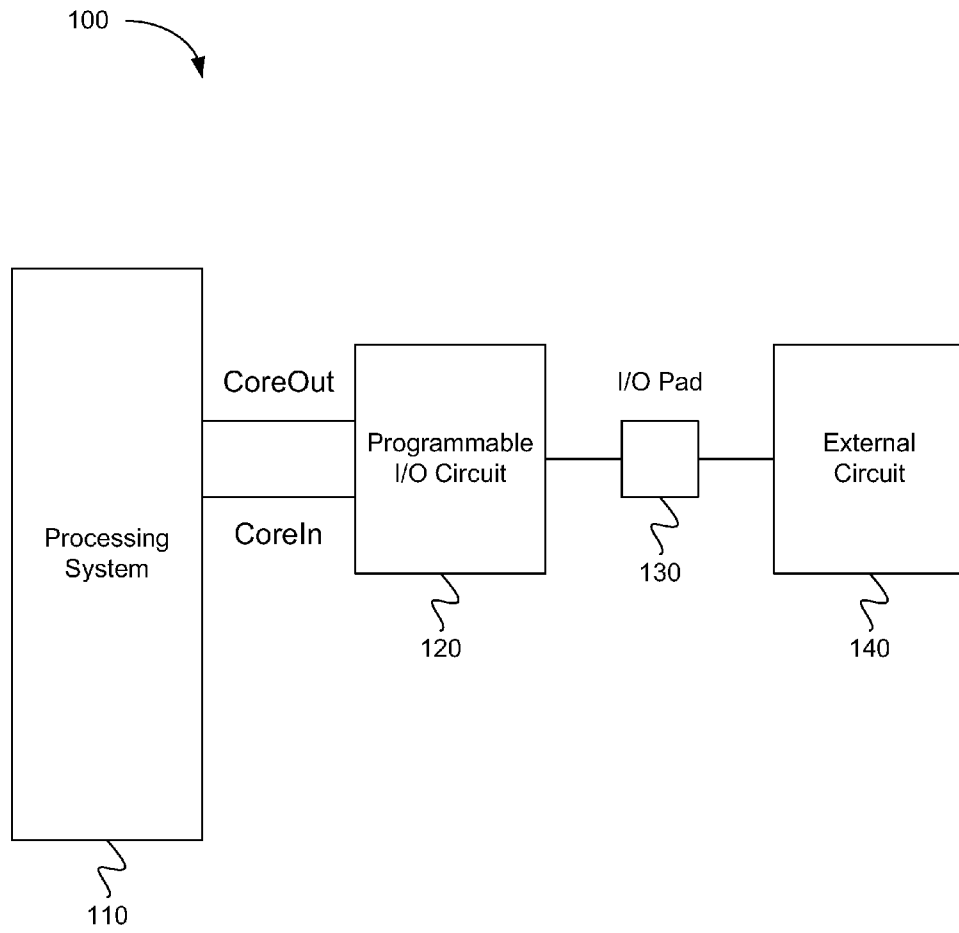 100
CoreOut
I/O Pad
Programmable
I/O Circuit
External
Circuit
Processing
System
CoreIn
130
120
140
110